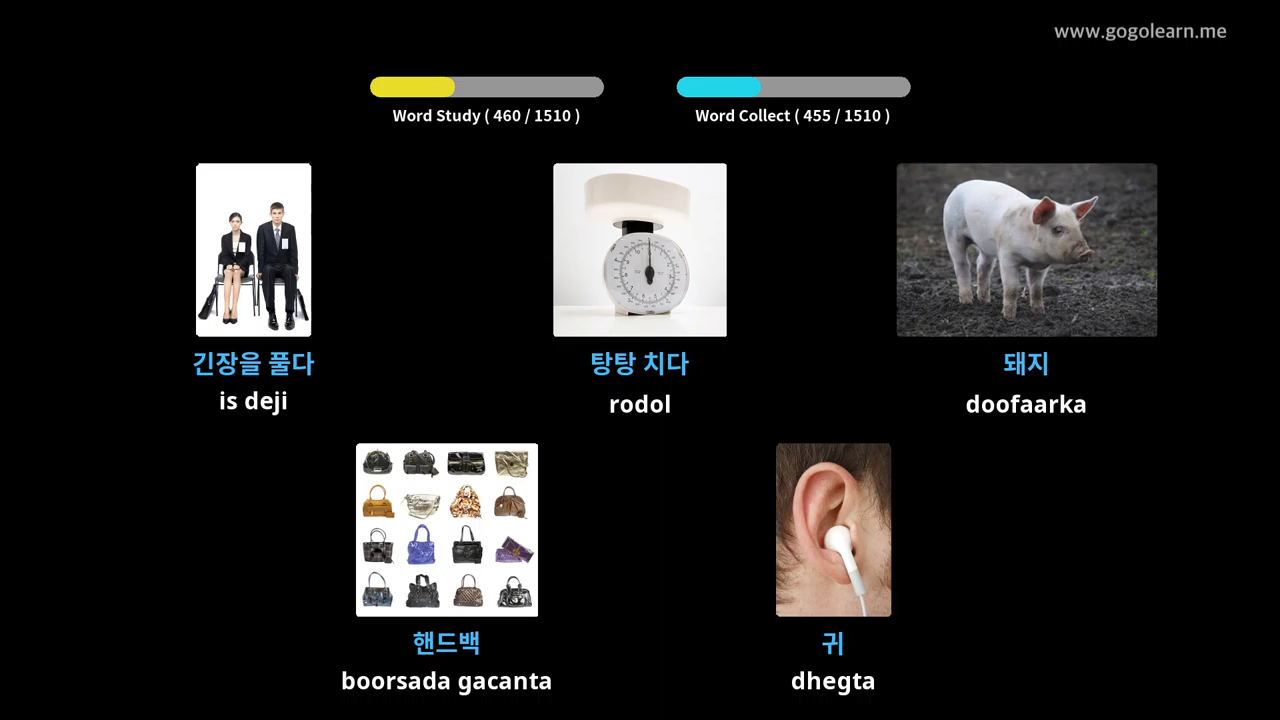 www.gogolearn.me
Word Study ( 460 / 1510 )
Word Collect ( 455 / 1510 )
긴장을 풀다
is deji
탕탕 치다
rodol
돼지
doofaarka
핸드백
boorsada gacanta
귀
dhegta